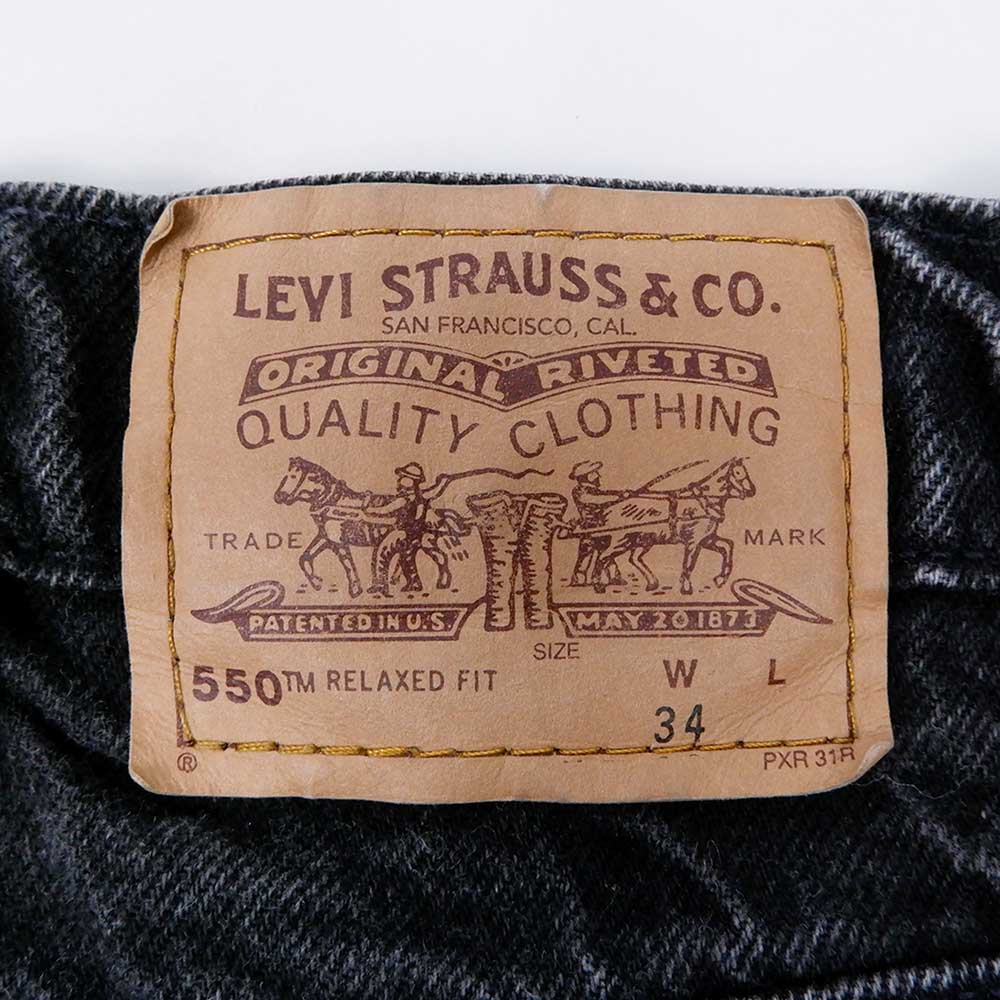 LEVI STRAUSS & CO.
SAN FRANCISCO, CAL.
ORIGINAL RIVETED
QUALITY CLOTHING
TRADE MARK
PATENTED IN U.S. MAY 20 1873
SIZE
550™ RELAXED FIT W L
34
® PXR 31R